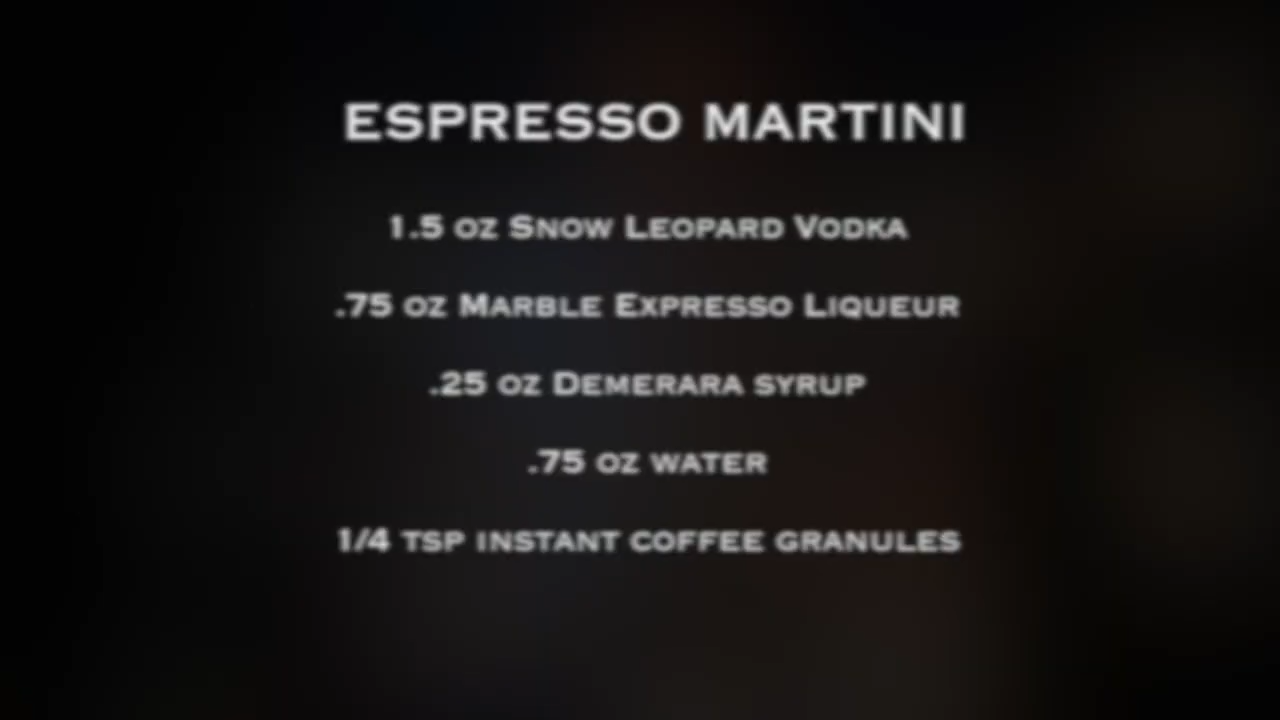 ESPRESSO MARTINI
1.5 OZ SNOW LEOPARD VODKA
.75 OZ MARBLE EXPRESSO LIQUEUR
.25 OZ DEMERARA SYRUP
.75 OZ WATER
1/4 TSP INSTANT COFFEE GRANULES